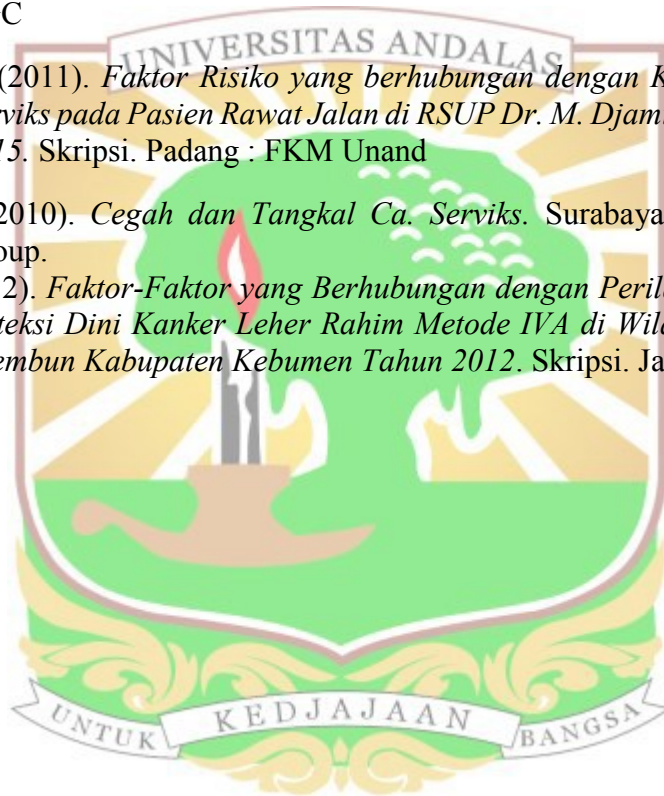 C
UNIVERSITAS ANDALAS
(2011). Faktor Risiko yang berhubungan dengan K
rviks pada Pasien Rawat Jalan di RSUP Dr. M. Djam
15. Skripsi. Padang : FKM Unand
2010). Cegah dan Tangkal Ca. Serviks. Surabaya
oup.
2). Faktor-Faktor yang Berhubungan dengan Peril
teksi Dini Kanker Leher Rahim Metode IVA di Wil
embun Kabupaten Kebumen Tahun 2012. Skripsi. Ja
UNTUK KEDJAJAAN BANGSA